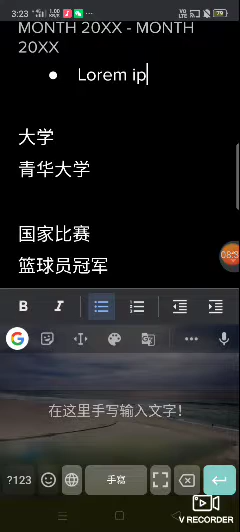 3:23
MONTH 20XX - MONTH
20XX
● Lorem ip
大学
青华大学
国家比赛
篮球员冠军
B I
G
在这里手写输入文字!
?123 手寫
V RECORDER